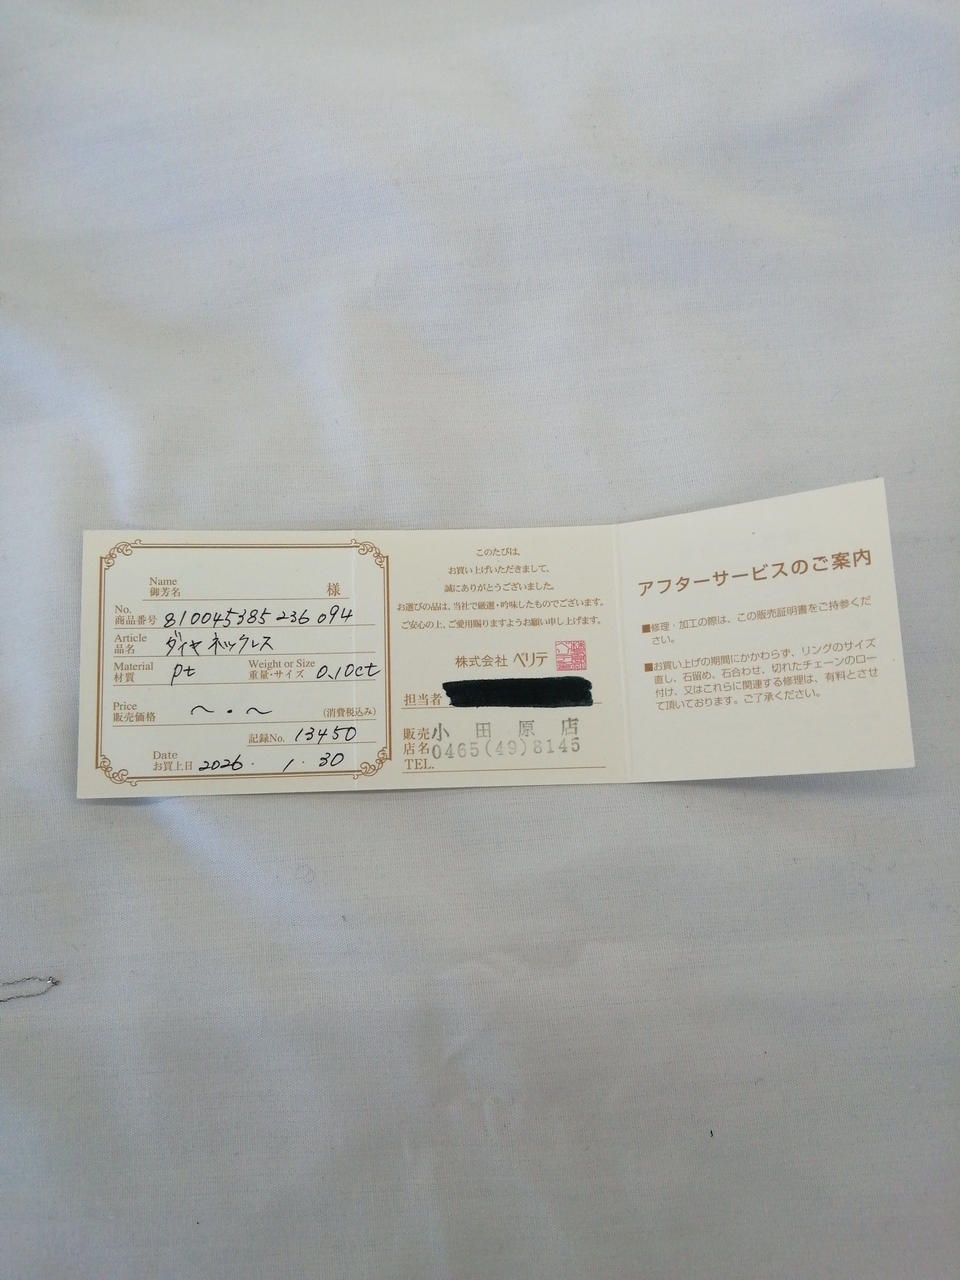 Name
御芳名 様
No.
商品番号 810045385236094
Article
品名 ダイヤネックレス
Material
材質 Pt
Weight or Size
重量・サイズ 0.10ct
Price
販売価格 〜.〜 (消費税込み)
記録No. 13450
Date
お買上日 2026. 1. 30
このたびは、
お買い上げいただきまして、
誠にありがとうございました。
お選びの品は、当社で厳選・吟味したものでございます。
ご安心の上、ご愛用賜りますようお願い申し上げます。
株式会社 ベリテ
担当者
販売
店名 小田原店
TEL. 0465(49)8145
アフターサービスのご案内
■修理・加工の際は、この販売証明書をご持参くだ
さい。
■お買い上げの期間にかかわらず、リングのサイズ
直し、石留め、石合わせ、切れたチェーンのロー
付け、又はこれらに関連する修理は、有料とさせ
て頂いております。ご了承ください。